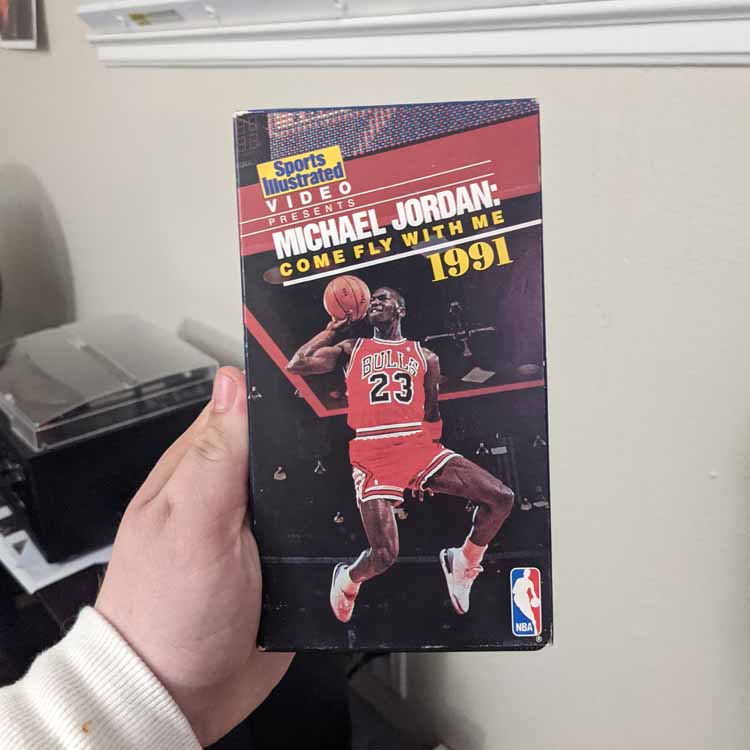 Sports
Illustrated
VIDEO
PRESENTS
MICHAEL JORDAN:
COME FLY WITH ME
1991
BULLS
23
NBA
®